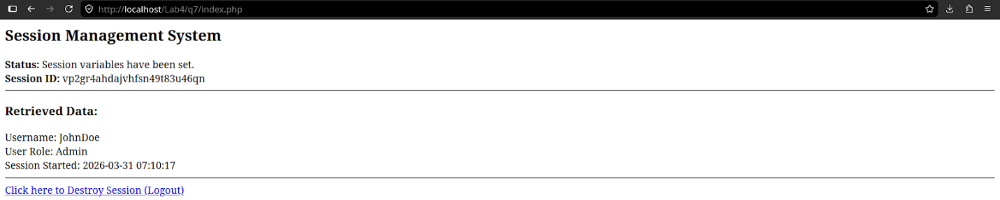 http://localhost/Lab4/q7/index.php
Session Management System
Status: Session variables have been set.
Session ID: vp2gr4ahdajvhfsn49t83u46qn
Retrieved Data:
Username: JohnDoe
User Role: Admin
Session Started: 2026-03-31 07:10:17
Click here to Destroy Session (Logout)